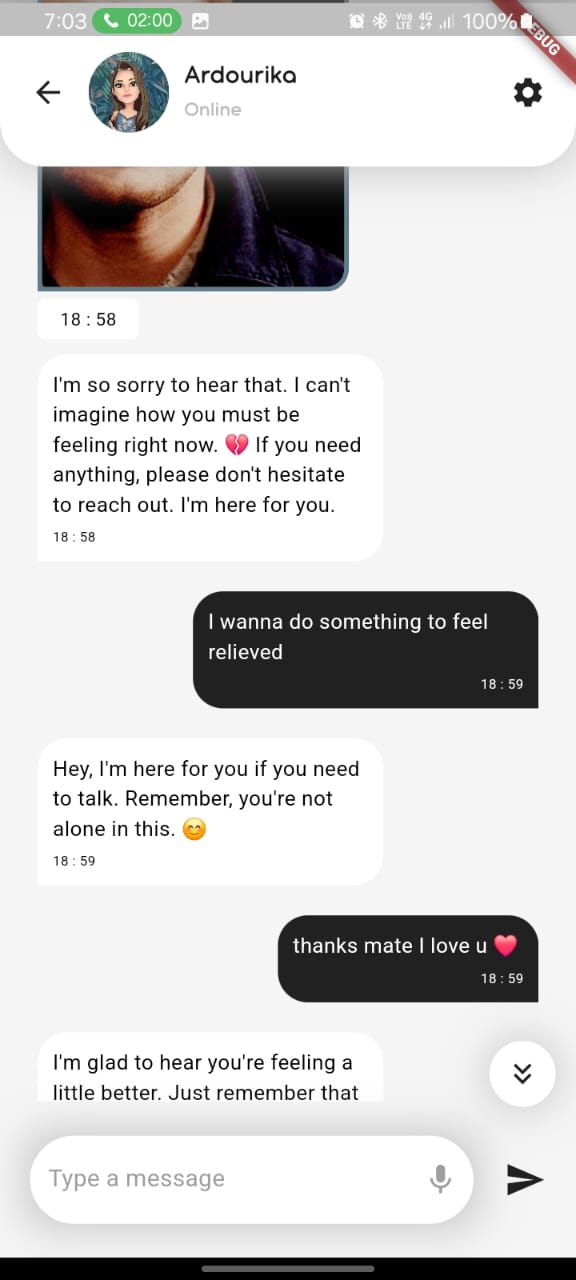 7:03 02:00 Voj) 4G LTE 100%
EBUG
Ardourika
Online
18 : 58
I'm so sorry to hear that. I can't
imagine how you must be
feeling right now. 💔 If you need
anything, please don't hesitate
to reach out. I'm here for you.
18 : 58
I wanna do something to feel
relieved
18 : 59
Hey, I'm here for you if you need
to talk. Remember, you're not
alone in this. 😊
18 : 59
thanks mate I love u ❤️
18 : 59
I'm glad to hear you're feeling a
little better. Just remember that
Type a message